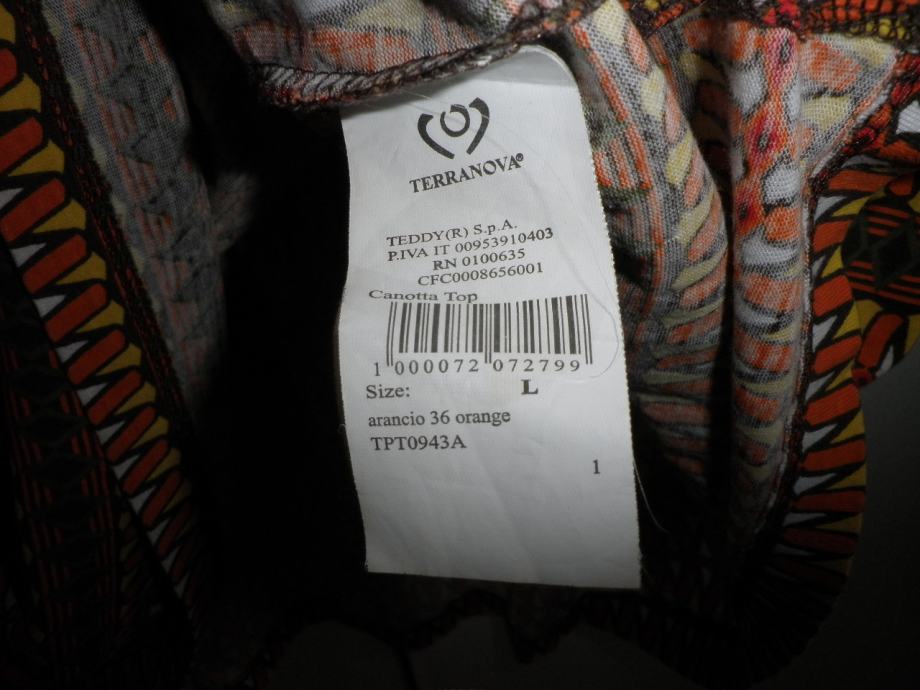 TERRANOVA®
TEDDY(R) S.p.A.
P.IVA IT 00953910403
RN 0100635
CFC0008656001
Canotta Top
1 000072 072799
Size: L
arancio 36 orange
TPT0943A
1